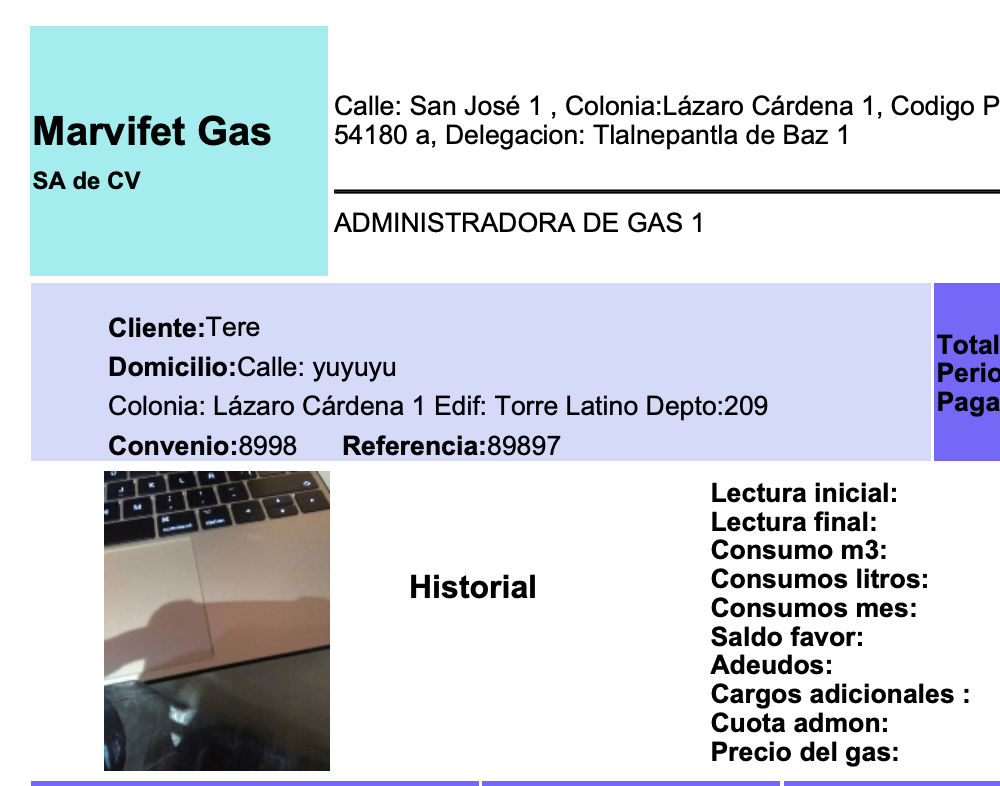 Marvifet Gas
SA de CV
Calle: San José 1 , Colonia:Lázaro Cárdena 1, Codigo P
54180 a, Delegacion: Tlalnepantla de Baz 1
ADMINISTRADORA DE GAS 1
Cliente:Tere
Domicilio:Calle: yuyuyu
Colonia: Lázaro Cárdena 1 Edif: Torre Latino Depto:209
Convenio:8998 Referencia:89897
Total
Perio
Paga
Historial
Lectura inicial:
Lectura final:
Consumo m3:
Consumos litros:
Consumos mes:
Saldo favor:
Adeudos:
Cargos adicionales :
Cuota admon:
Precio del gas: